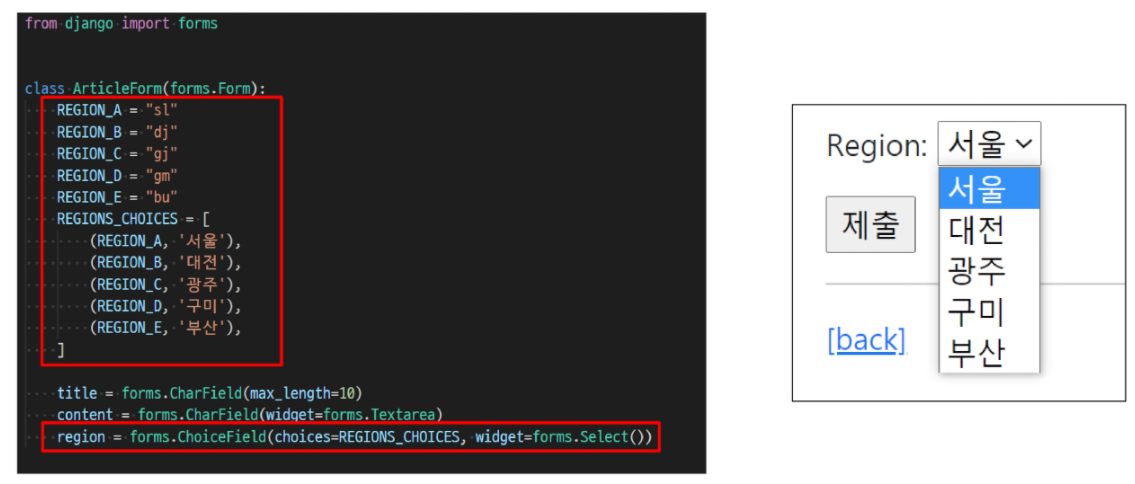 from django import forms
class ArticleForm(forms.Form):
REGION_A = "sl"
REGION_B = "dj"
REGION_C = "gj"
REGION_D = "gm"
REGION_E = "bu"
REGIONS_CHOICES = [
(REGION_A, '서울'),
(REGION_B, '대전'),
(REGION_C, '광주'),
(REGION_D, '구미'),
(REGION_E, '부산'),
]
title = forms.CharField(max_length=10)
content = forms.CharField(widget=forms.Textarea)
region = forms.ChoiceField(choices=REGIONS_CHOICES, widget=forms.Select())
Region: 서울
서울
대전
광주
구미
부산
제출
[back]